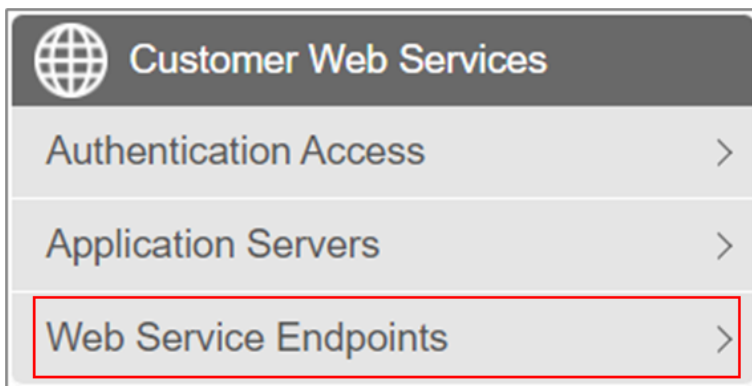 Customer Web Services
Authentication Access
Application Servers
Web Service Endpoints